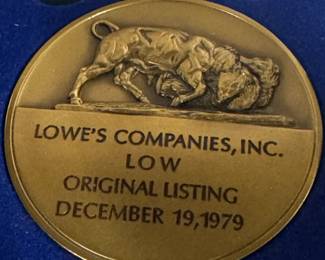 LOWE'S COMPANIES, INC.
LOW
ORIGINAL LISTING
DECEMBER 19, 1979